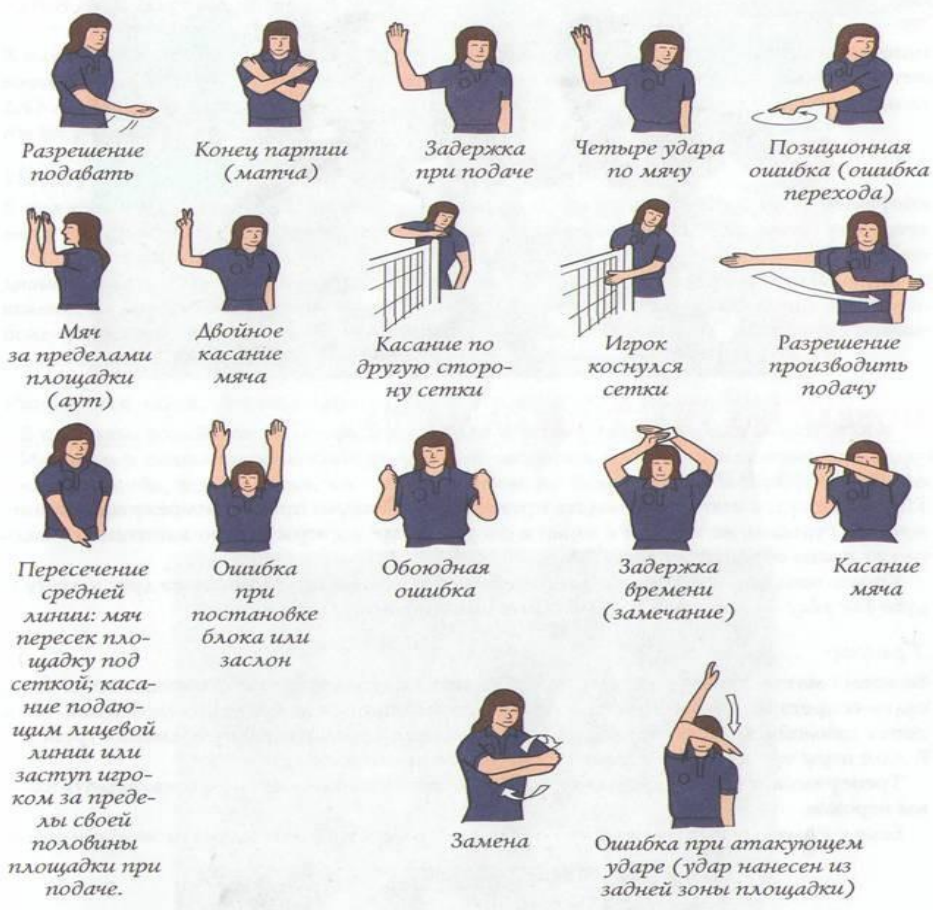 Разрешение
подавать
Конец партии
(матча)
Задержка
при подаче
Четыре удара
по мячу
Позиционная
ошибка (ошибка
перехода)
Мяч
за пределами
площадки
(аут)
Двойное
касание
мяча
Касание по
другую сторо-
ну сетки
Игрок
коснулся
сетки
Разрешение
производить
подачу
Пересечение
средней
линии: мяч
пересек пло-
щадку под
сеткой; каса-
ние подаю-
щим лицевой
линии или
заступ игро-
ком за преде-
лы своей
половины
площадки при
подаче.
Ошибка
при
постановке
блока или
заслон
Обоюдная
ошибка
Задержка
времени
(замечание)
Касание
мяча
Замена
Ошибка при атакующем
ударе (удар нанесен из
задней зоны площадки)